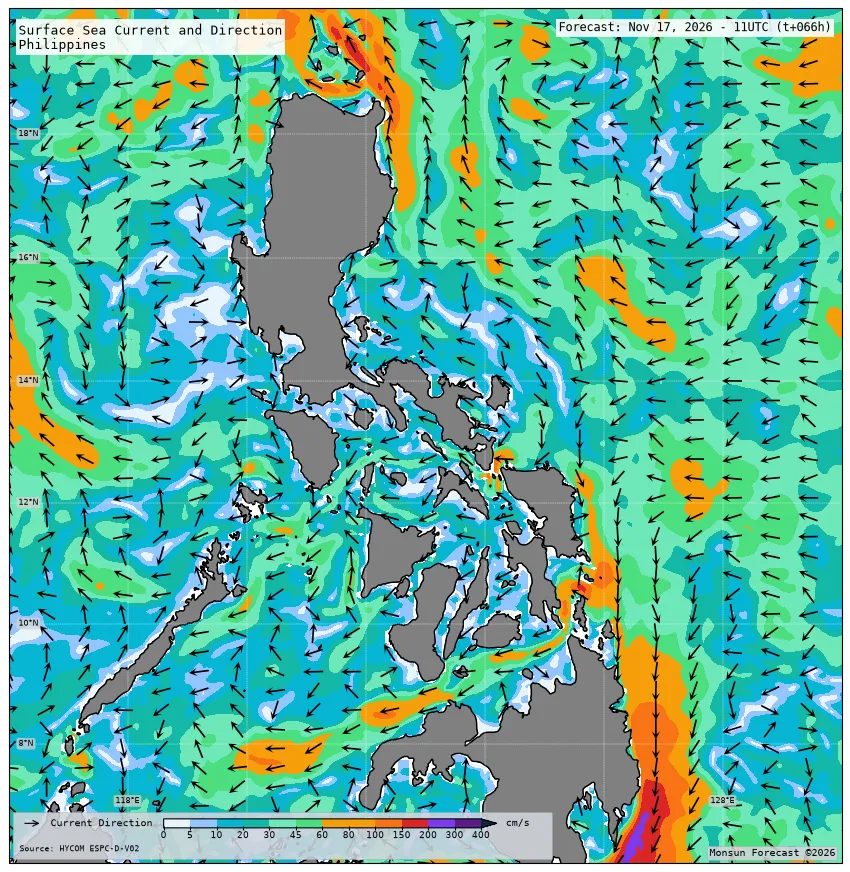 Surface Sea Current and Direction
Philippines
Forecast: Nov 17, 2026 - 11UTC (t+066h)
18°N
16°N
14°N
12°N
10°N
8°N
118°E
128°E
Current Direction
0 5 10 20 30 45 60 80 100 150 200 300 400
cm/s
Source: HYCOM ESPC-D-V02
Monsun Forecast ©2026